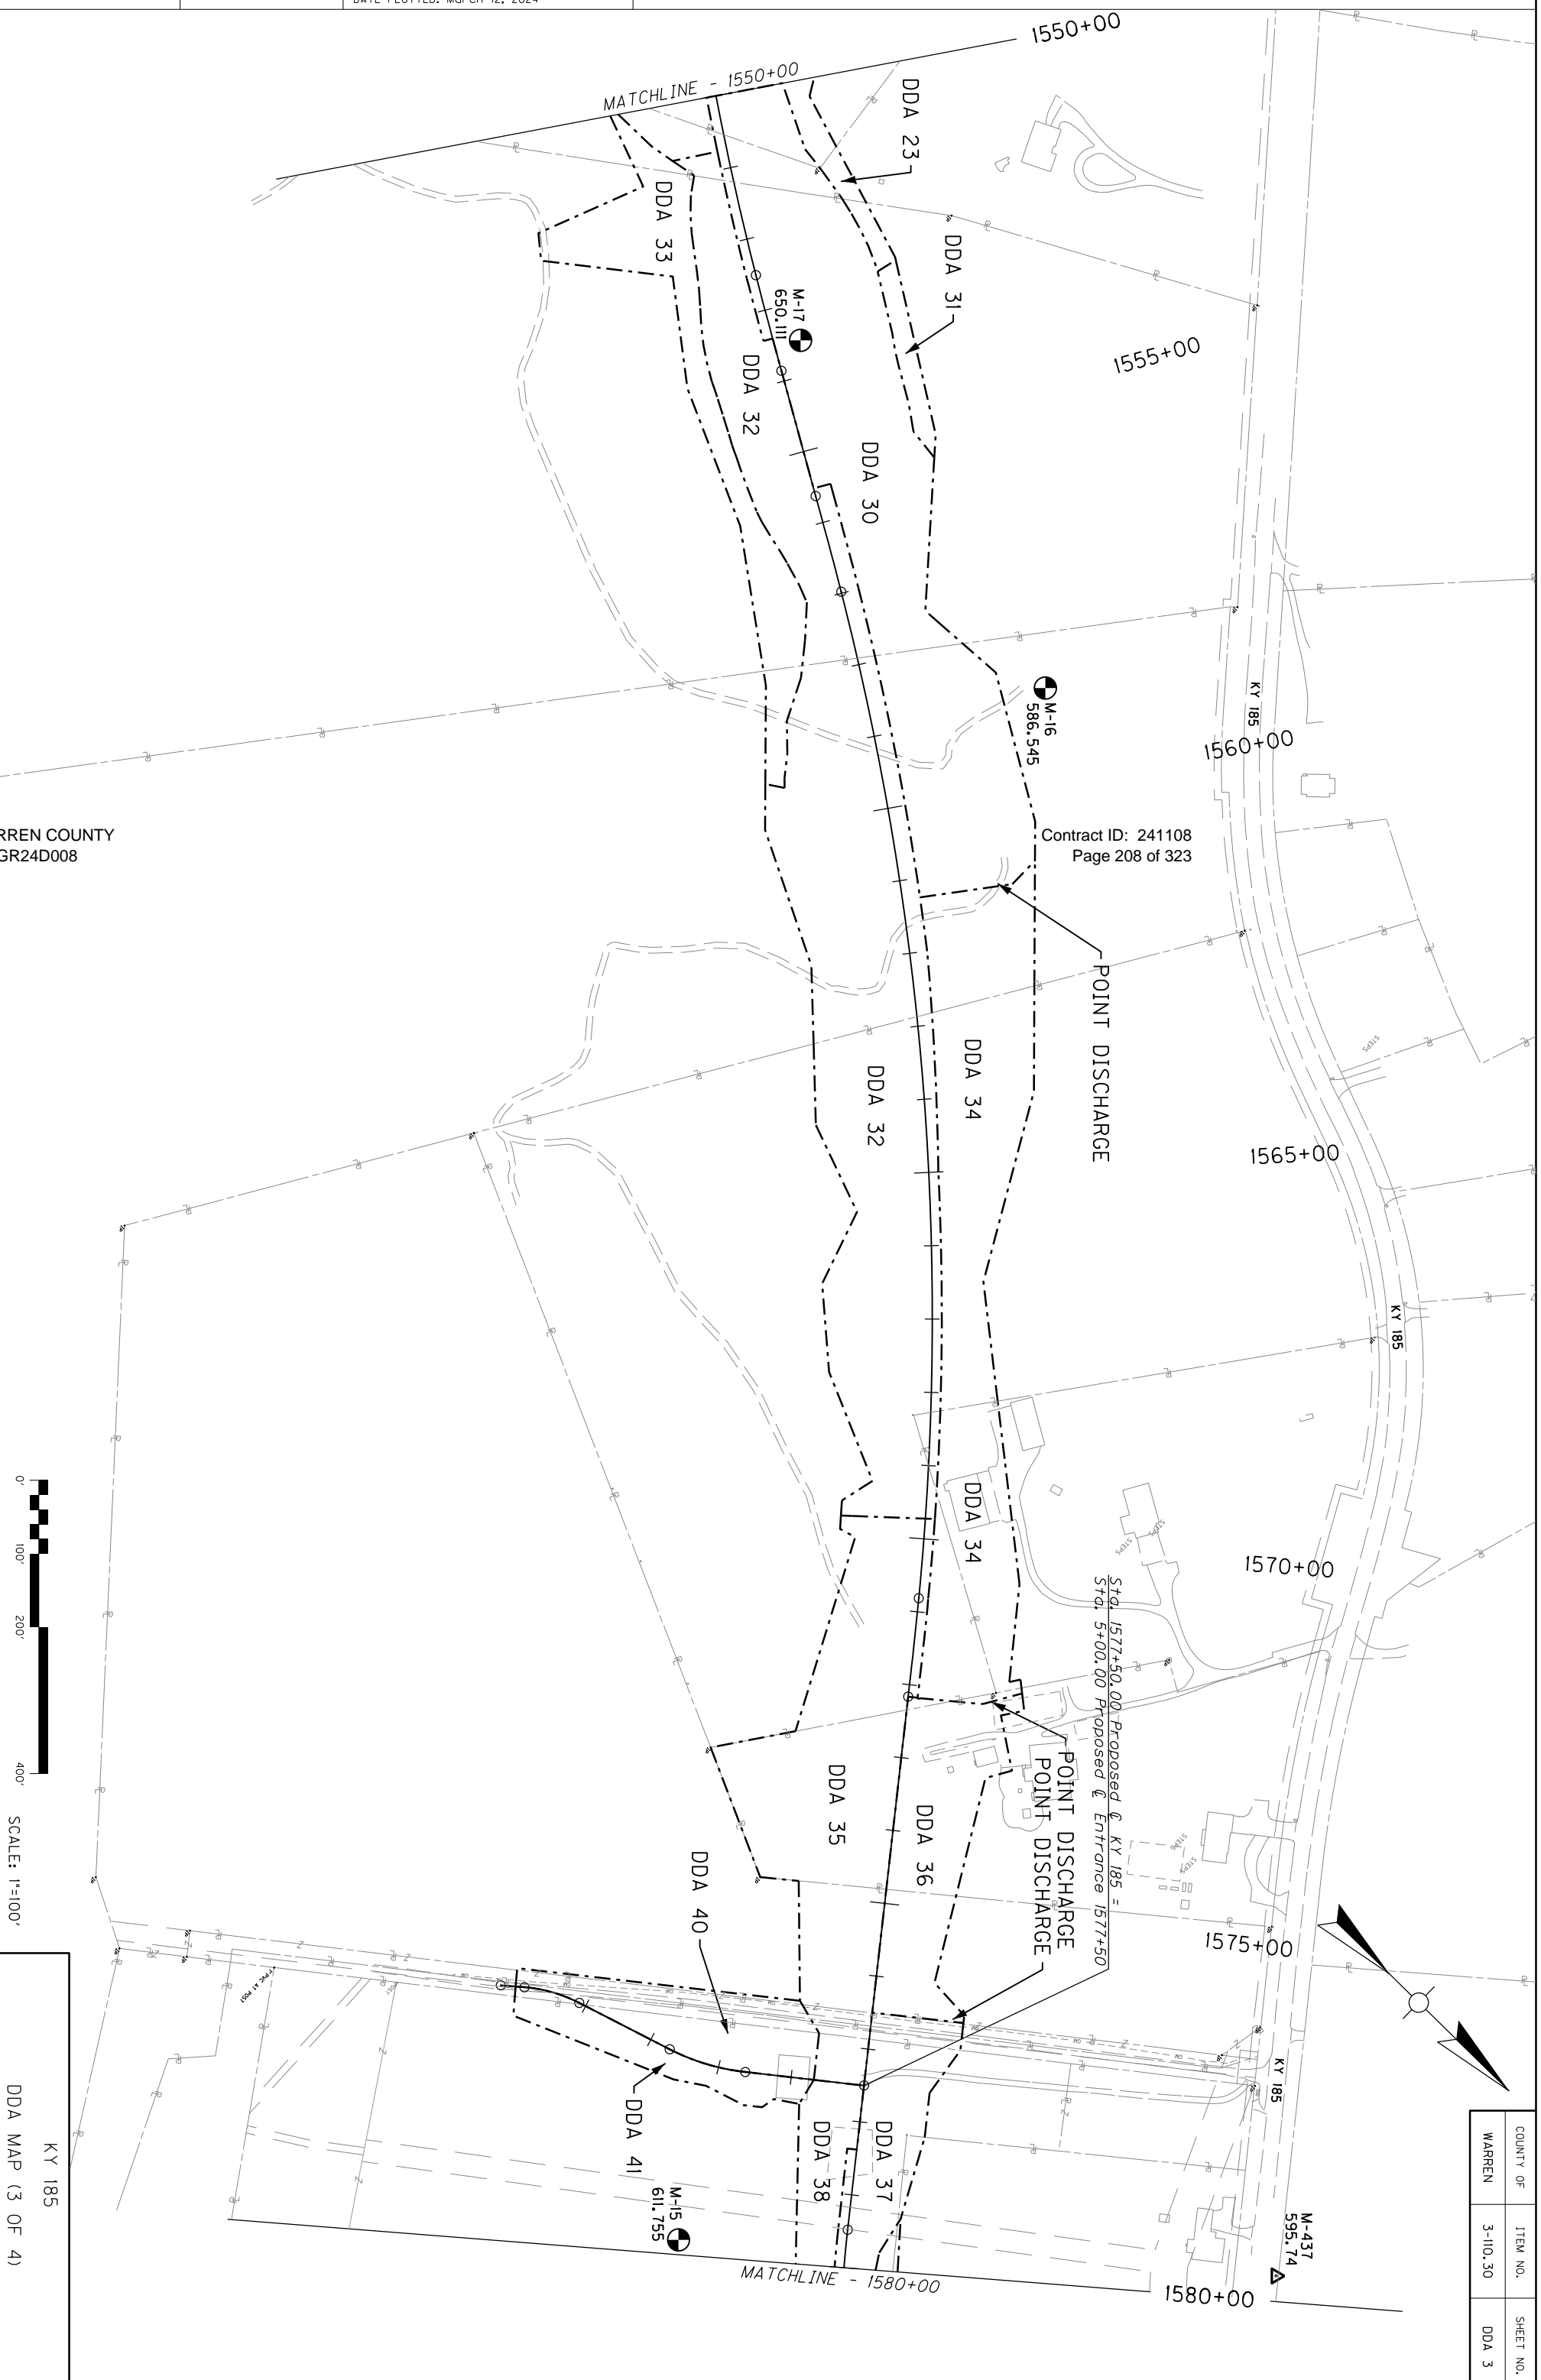 DATE PLOTTED: March 12, 2024
1550+00
MATCHLINE - 1550+00
DDA 23
DDA 31
DDA 33
M-17
650.111
1555+00
DDA 32
DDA 30
M-16
586.545
KY 185
1560+00
RREN COUNTY
GR24D008
Contract ID: 241108
Page 208 of 323
POINT DISCHARGE
STEPS
DDA 34
DDA 32
1565+00
KY 185
DDA 34
STEPS
STEPS
1570+00
Sta. 1577+50.00 Proposed ℄ KY 185 =
Sta. 5+00.00 Proposed ℄ Entrance 1577+50
POINT DISCHARGE
POINT DISCHARGE
DDA 35
DDA 36
STEPS
STEPS
STEPS
DDA 40
1575+00
0' 100' 200' 400'
SCALE: 1"=100'
KY 185
DDA 41
DDA 38
DDA 37
M-15
611.755
M-437
595.74
MATCHLINE - 1580+00
1580+00
COUNTY OF
ITEM NO.
SHEET NO.
WARREN
3-110.30
DDA 3
KY 185
DDA MAP (3 OF 4)